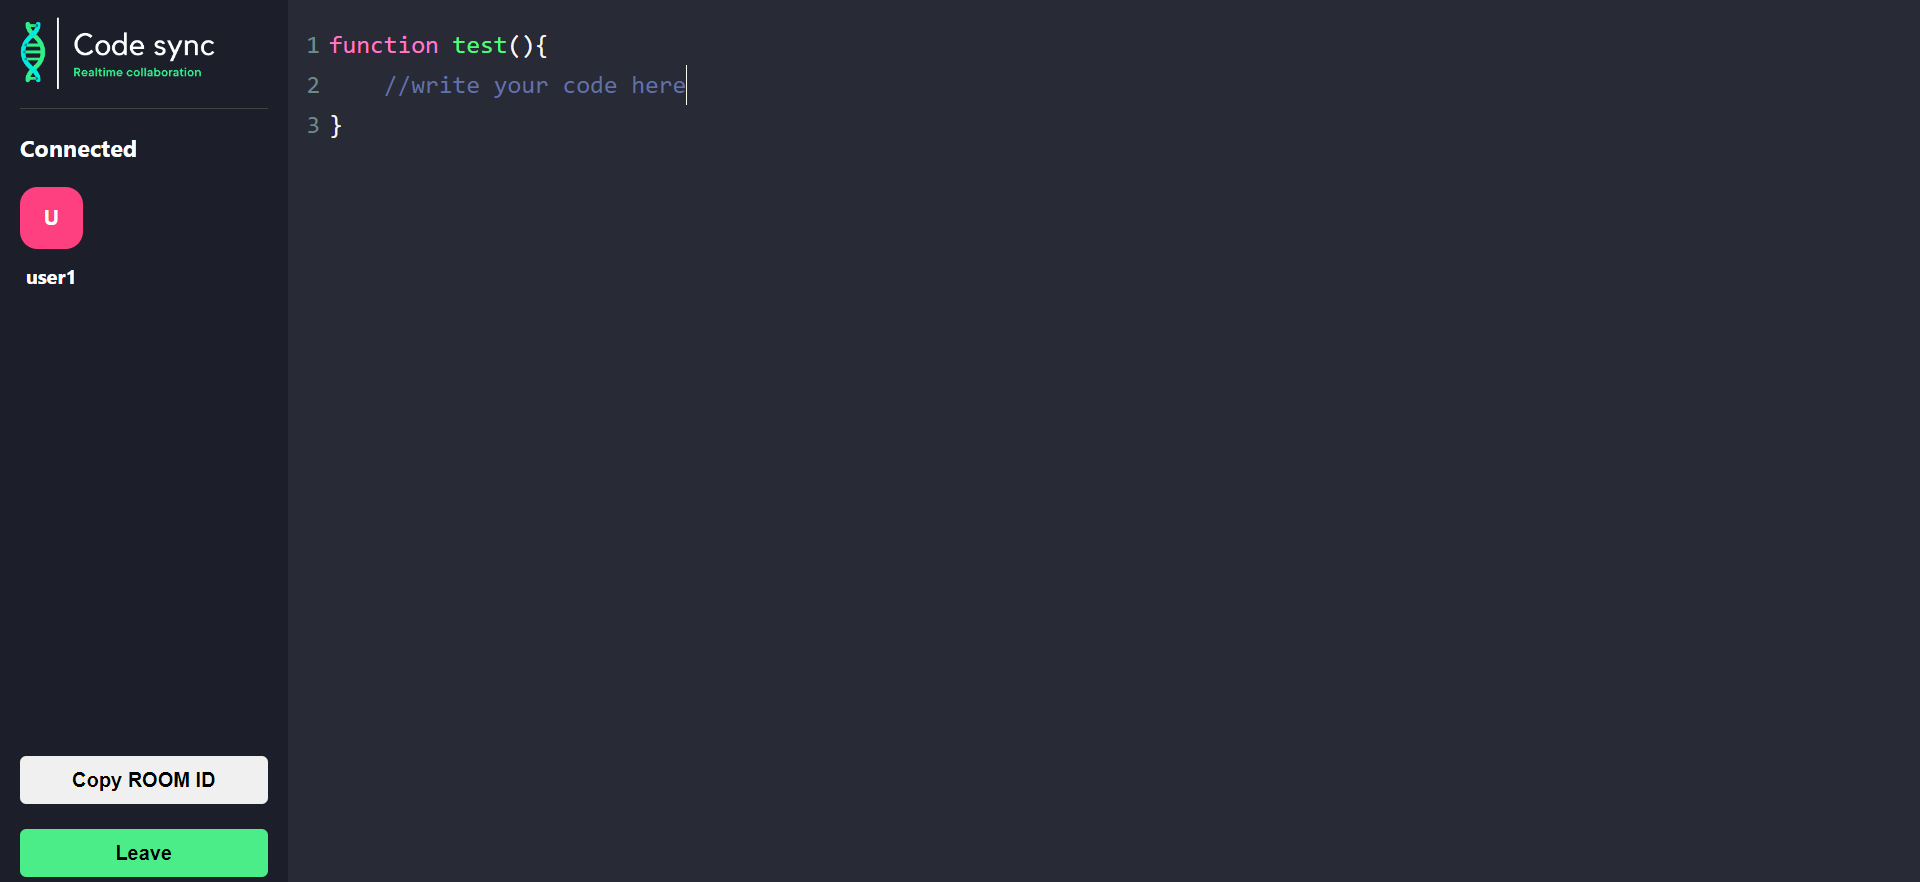 Code sync
Realtime collaboration
Connected
U
user1
Copy ROOM ID
Leave
1 function test(){
2     //write your code here
3 }